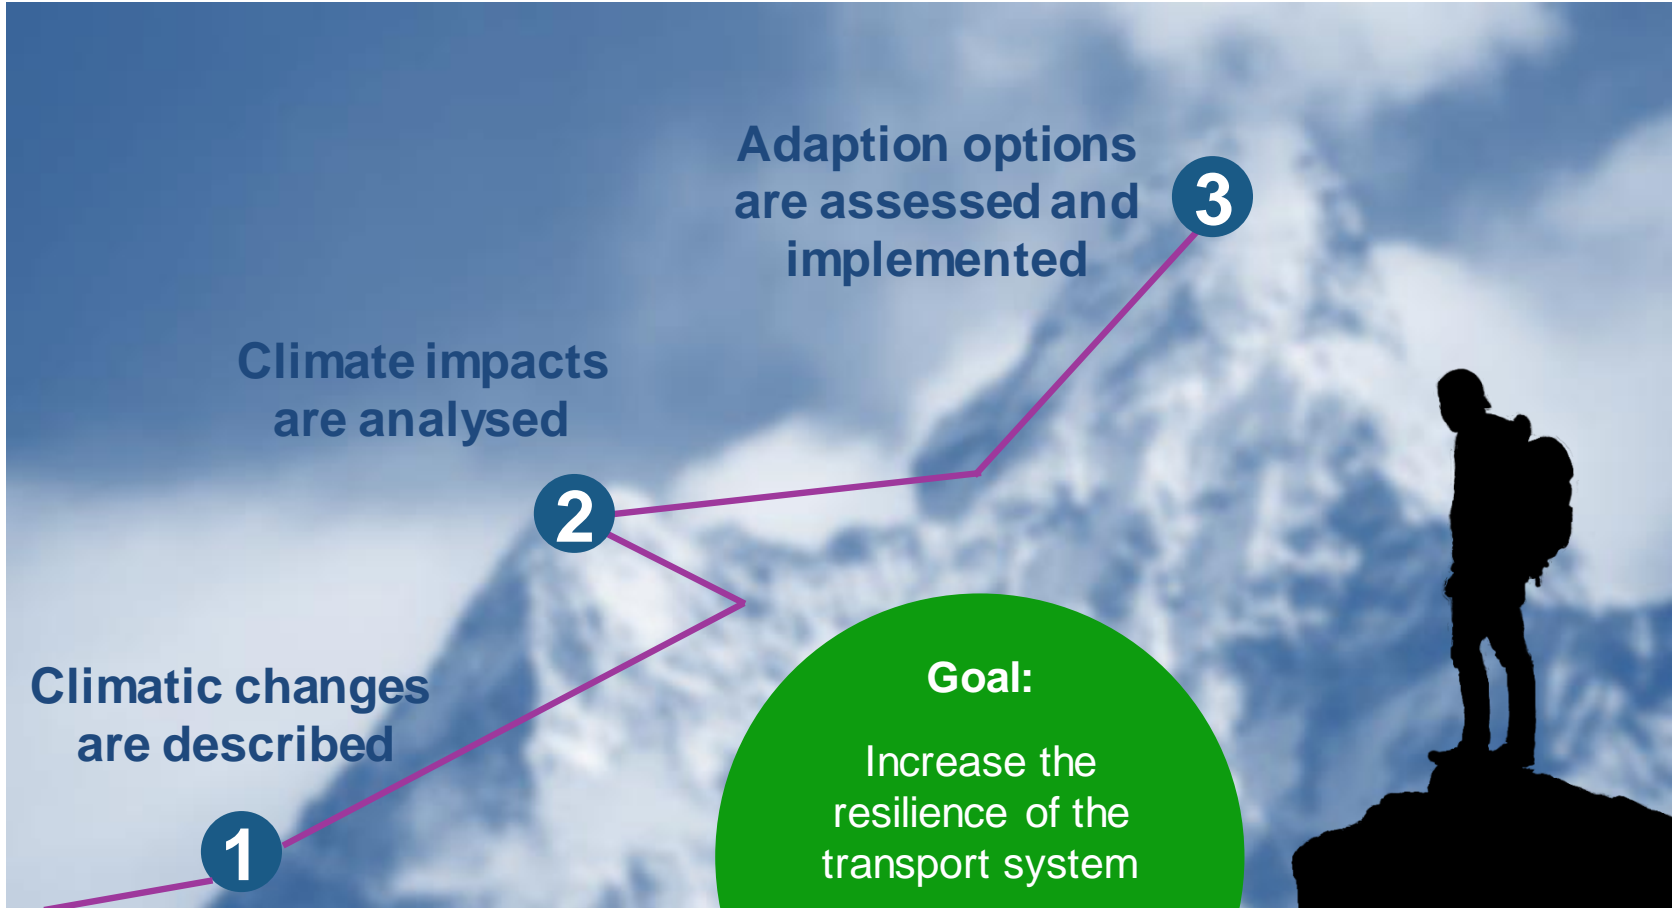 Adaption options
are assessed and
implemented
3
Climate impacts
are analysed
2
Climatic changes
are described
1
Goal:
Increase the
resilience of the
transport system